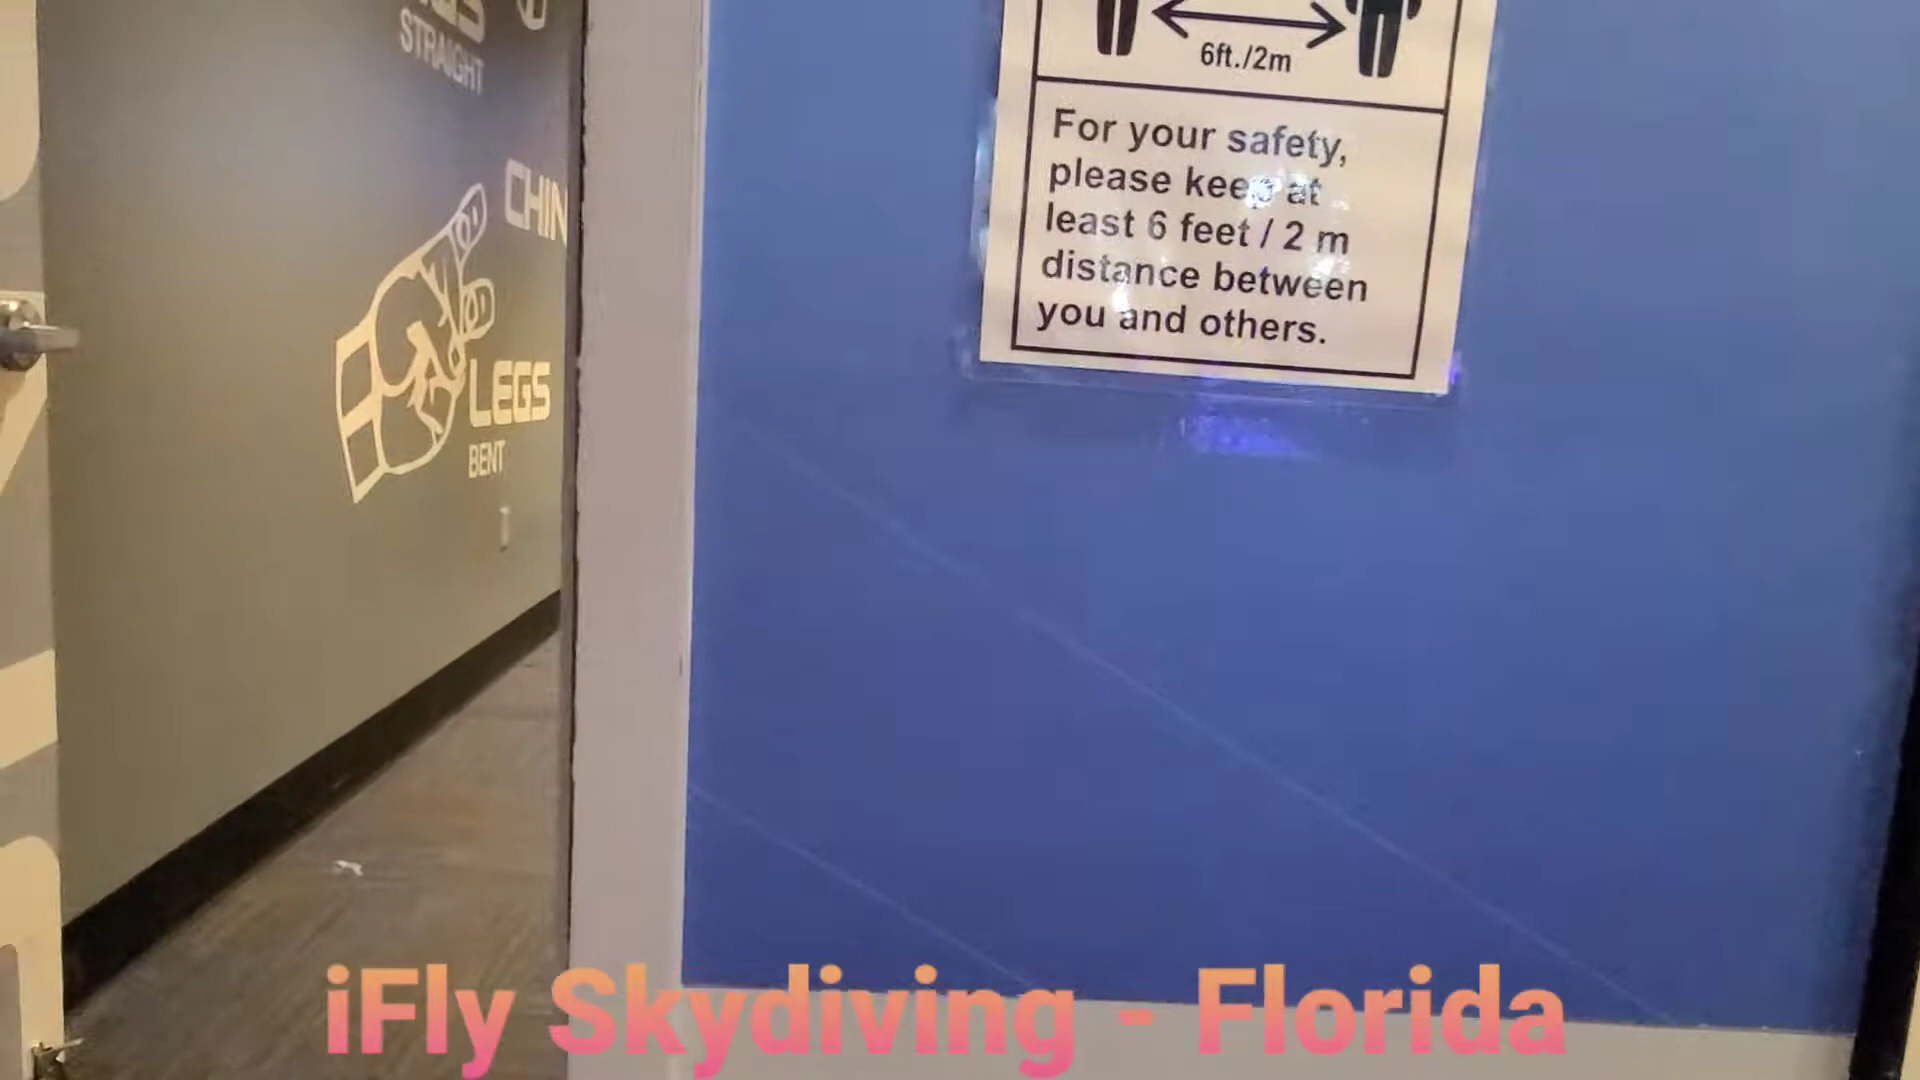 STRAIGHT
CHIN
LEGS
BENT
6ft./2m
For your safety,
please keep at
least 6 feet / 2 m
distance between
you and others.
iFly Skydiving - Florida